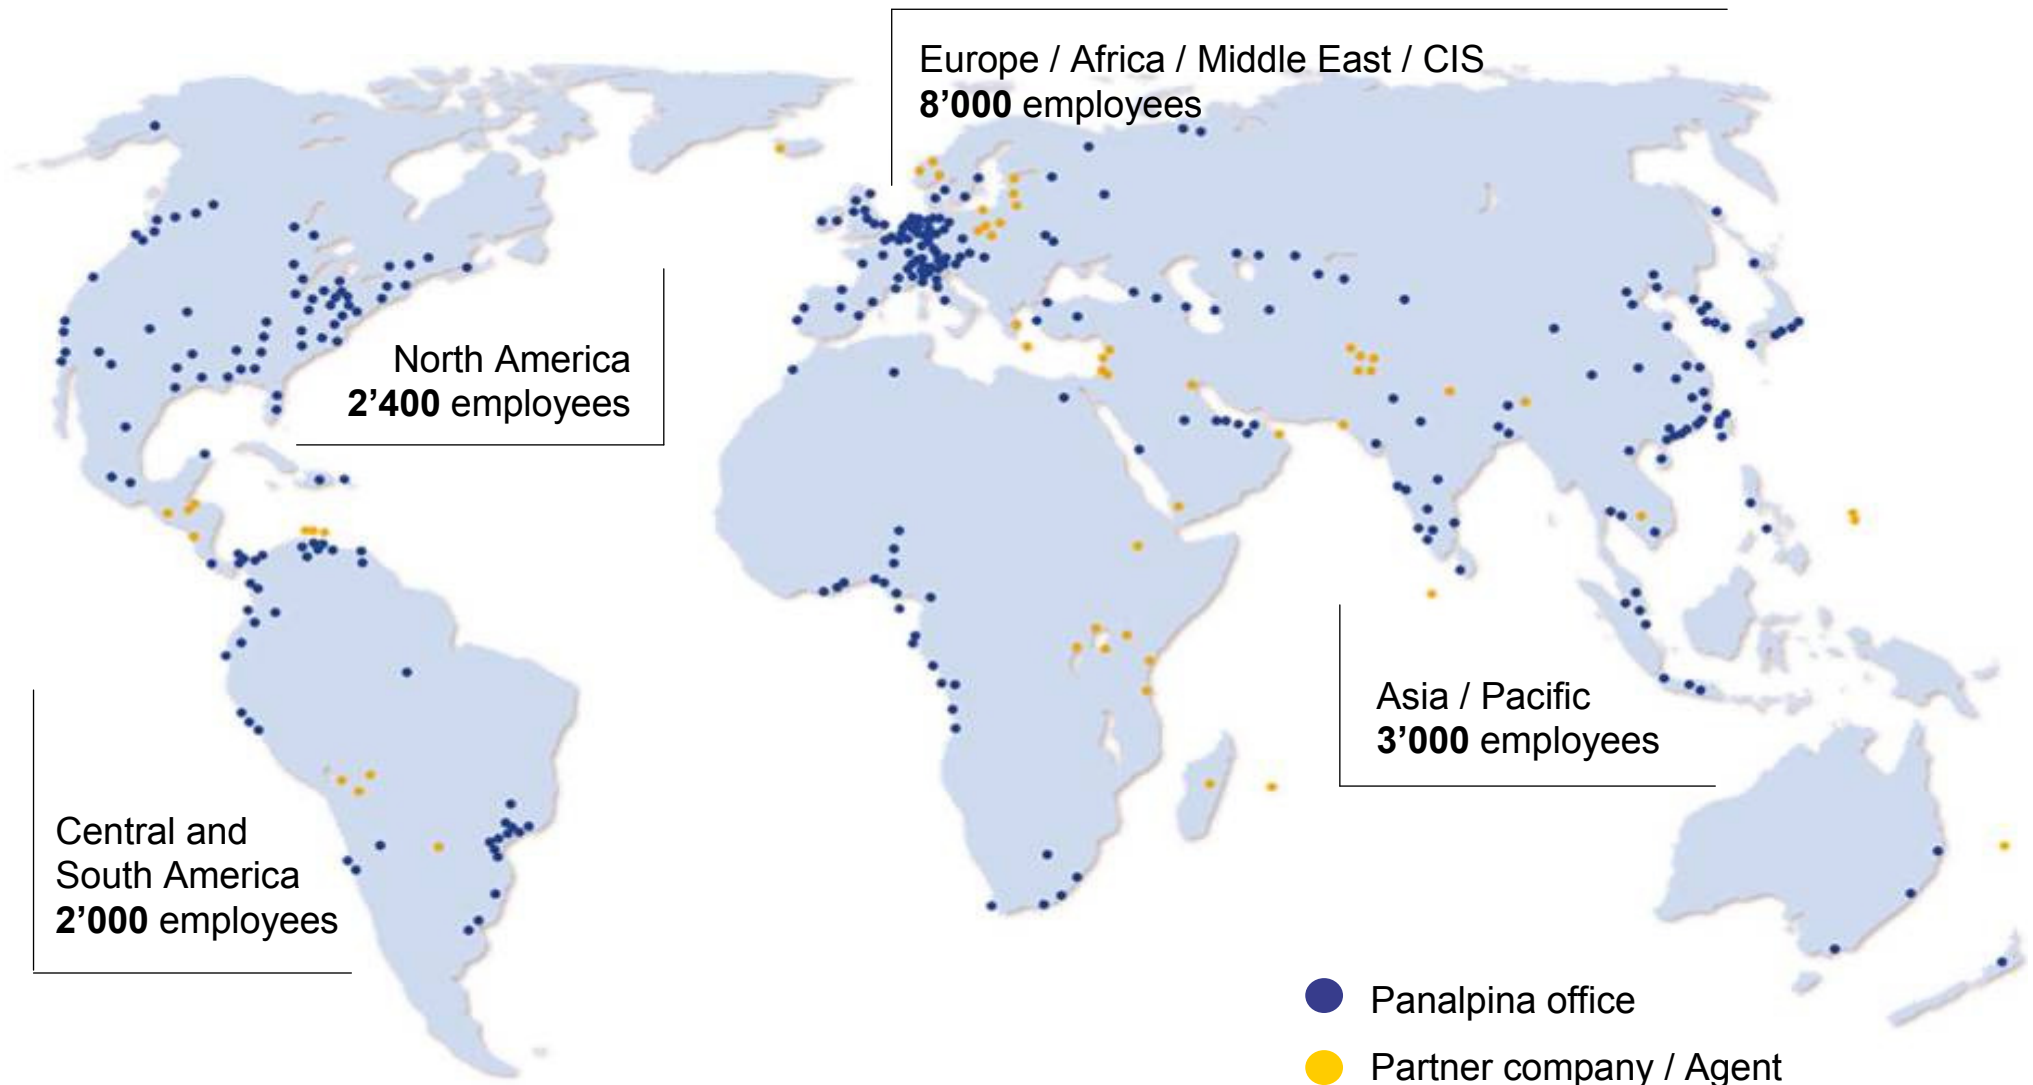 Europe / Africa / Middle East / CIS
8’000 employees
North America
2’400 employees
Asia / Pacific
3’000 employees
Central and
South America
2’000 employees
Panalpina office
Partner company / Agent